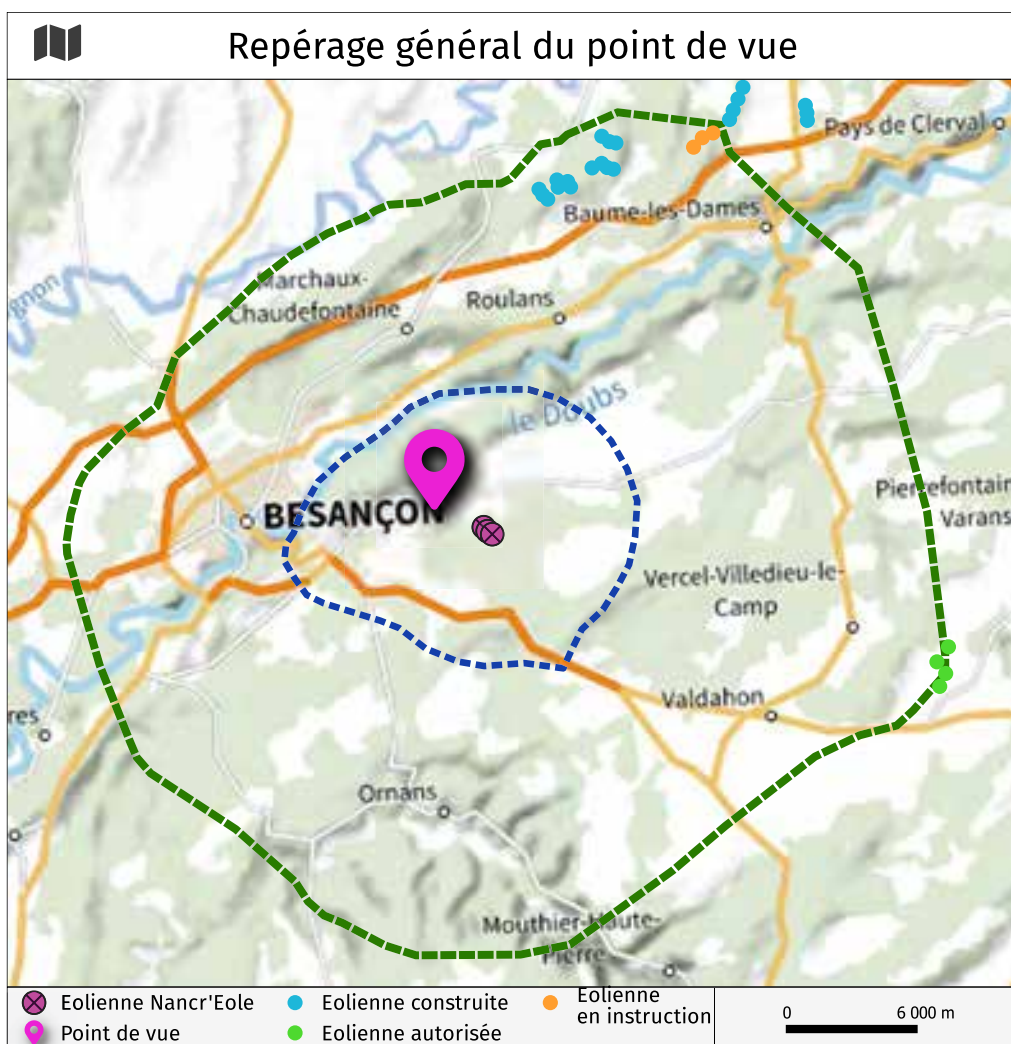 Repérage général du point de vue
Pays de Clerval
Baume-les-Dames
Marchaux-
Chaudefontaine
Roulans
le Doubs
BESANÇON
Vercel-Villedieu-le-
Camp
Varans
Valdahon
res
Ornans
Mouthier-Haute-
Pierre
Eolienne Nancr'Eole
Eolienne construite
Eolienne
en instruction
Point de vue
Eolienne autorisée
0
6 000 m